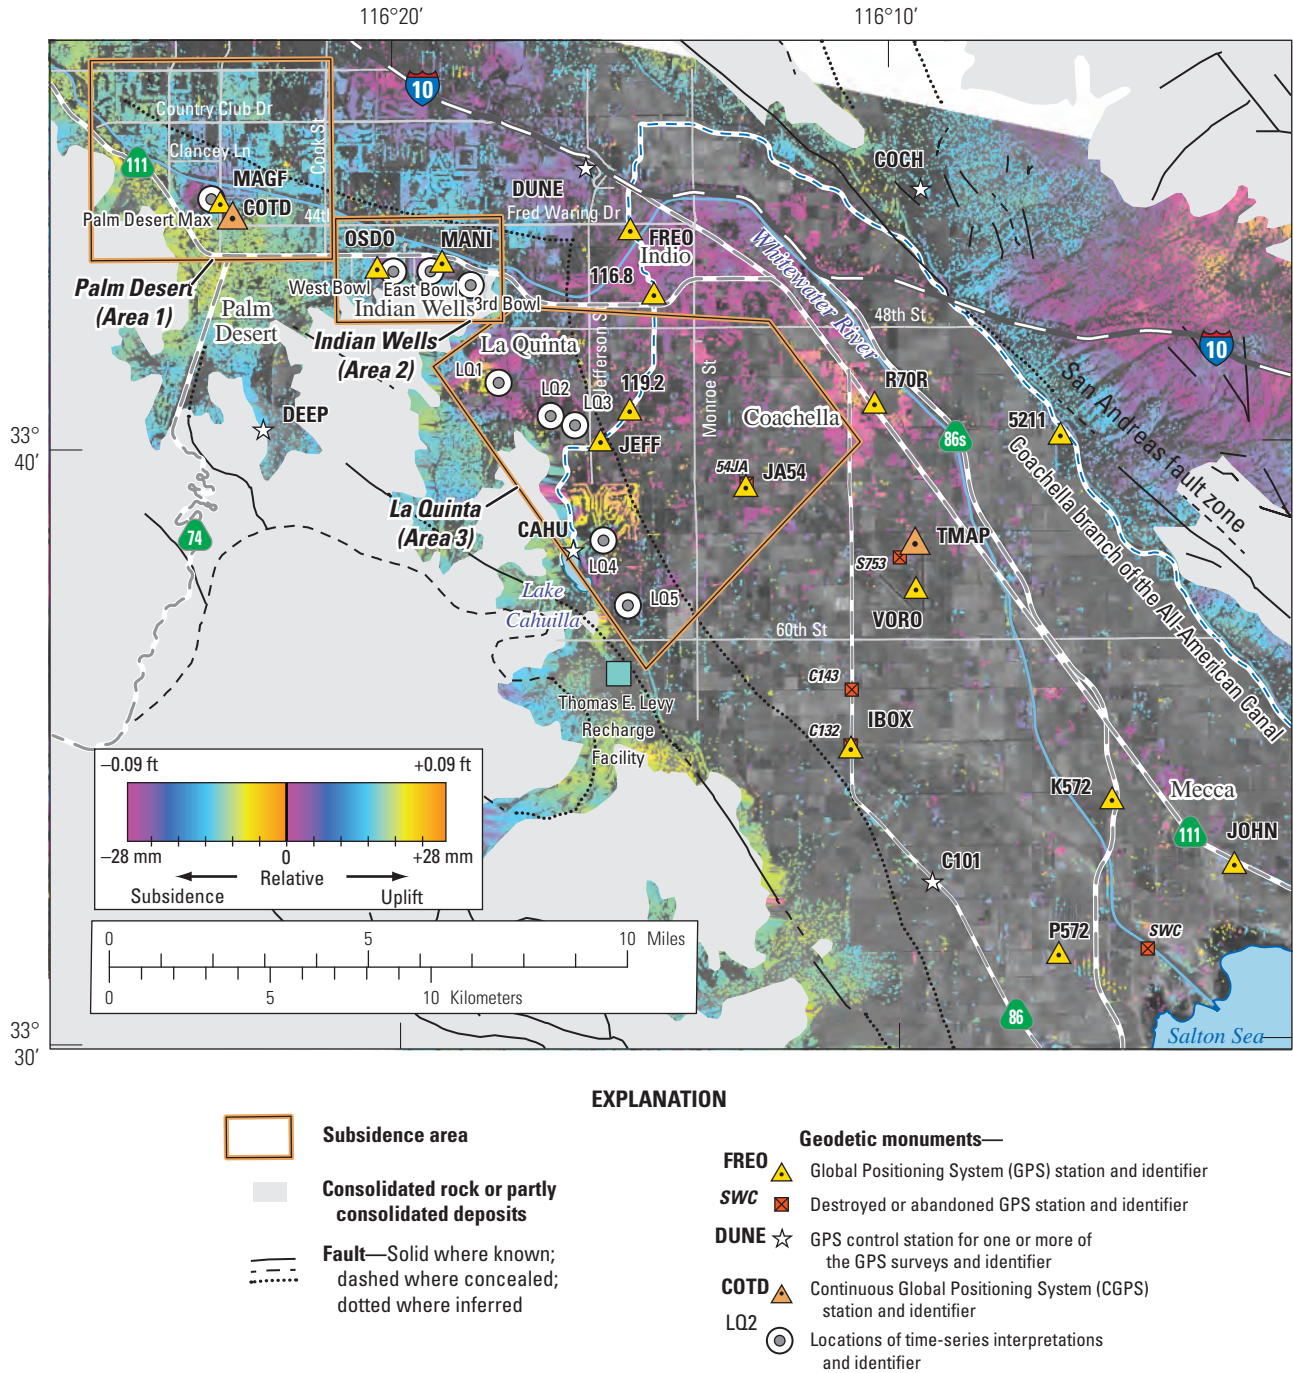 116°20′
116°10′
10
Country Club Dr
Cook St
Clancey Ln
111
MAGF
COTD
Palm Desert Max
44th
COCH
DUNE
Fred Waring Dr
OSDO
MANI
FREO
Indio
Whitewater River
West Bowl
East Bowl
3rd Bowl
116.8
Palm Desert
(Area 1)
Palm
Desert
Indian Wells
Indian Wells
(Area 2)
48th St
10
La Quinta
Jefferson St
Monroe St
LQ1
LQ2
LQ3
119.2
R70R
San Andreas fault zone
DEEP
Coachella
5211
33°
40′
JEFF
86s
54JA
JA54
La Quinta
(Area 3)
74
CAHU
TMAP
S753
LQ4
Coachella branch of the All-American Canal
Lake
Cahuilla
LQ5
VORO
60th St
C143
Thomas E. Levy
Recharge
Facility
IBOX
C132
–0.09 ft
+0.09 ft
K572
Mecca
111
JOHN
–28 mm
0
+28 mm
Relative
Subsidence
Uplift
C101
0
5
10 Miles
0
5
10 Kilometers
P572
SWC
86
33°
30′
Salton Sea
EXPLANATION
Subsidence area
Consolidated rock or partly
consolidated deposits
Fault—Solid where known;
dashed where concealed;
dotted where inferred
Geodetic monuments—
FREO
Global Positioning System (GPS) station and identifier
SWC
Destroyed or abandoned GPS station and identifier
DUNE
GPS control station for one or more of
the GPS surveys and identifier
COTD
Continuous Global Positioning System (CGPS)
station and identifier
LQ2
Locations of time-series interpretations
and identifier